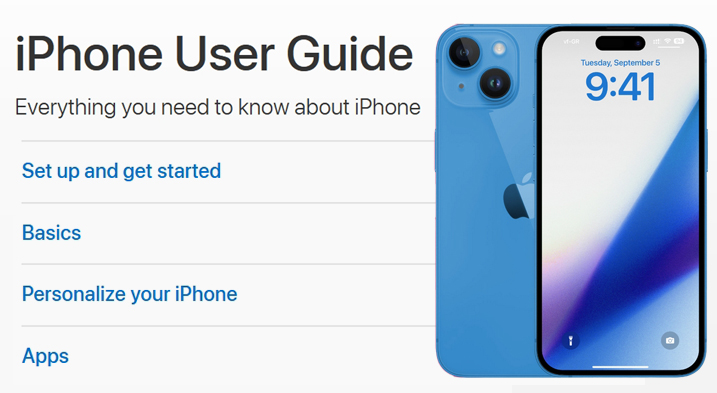 iPhone User Guide
Everything you need to know about iPhone
Set up and get started
Basics
Personalize your iPhone
Apps
Tuesday, September 5
9:41